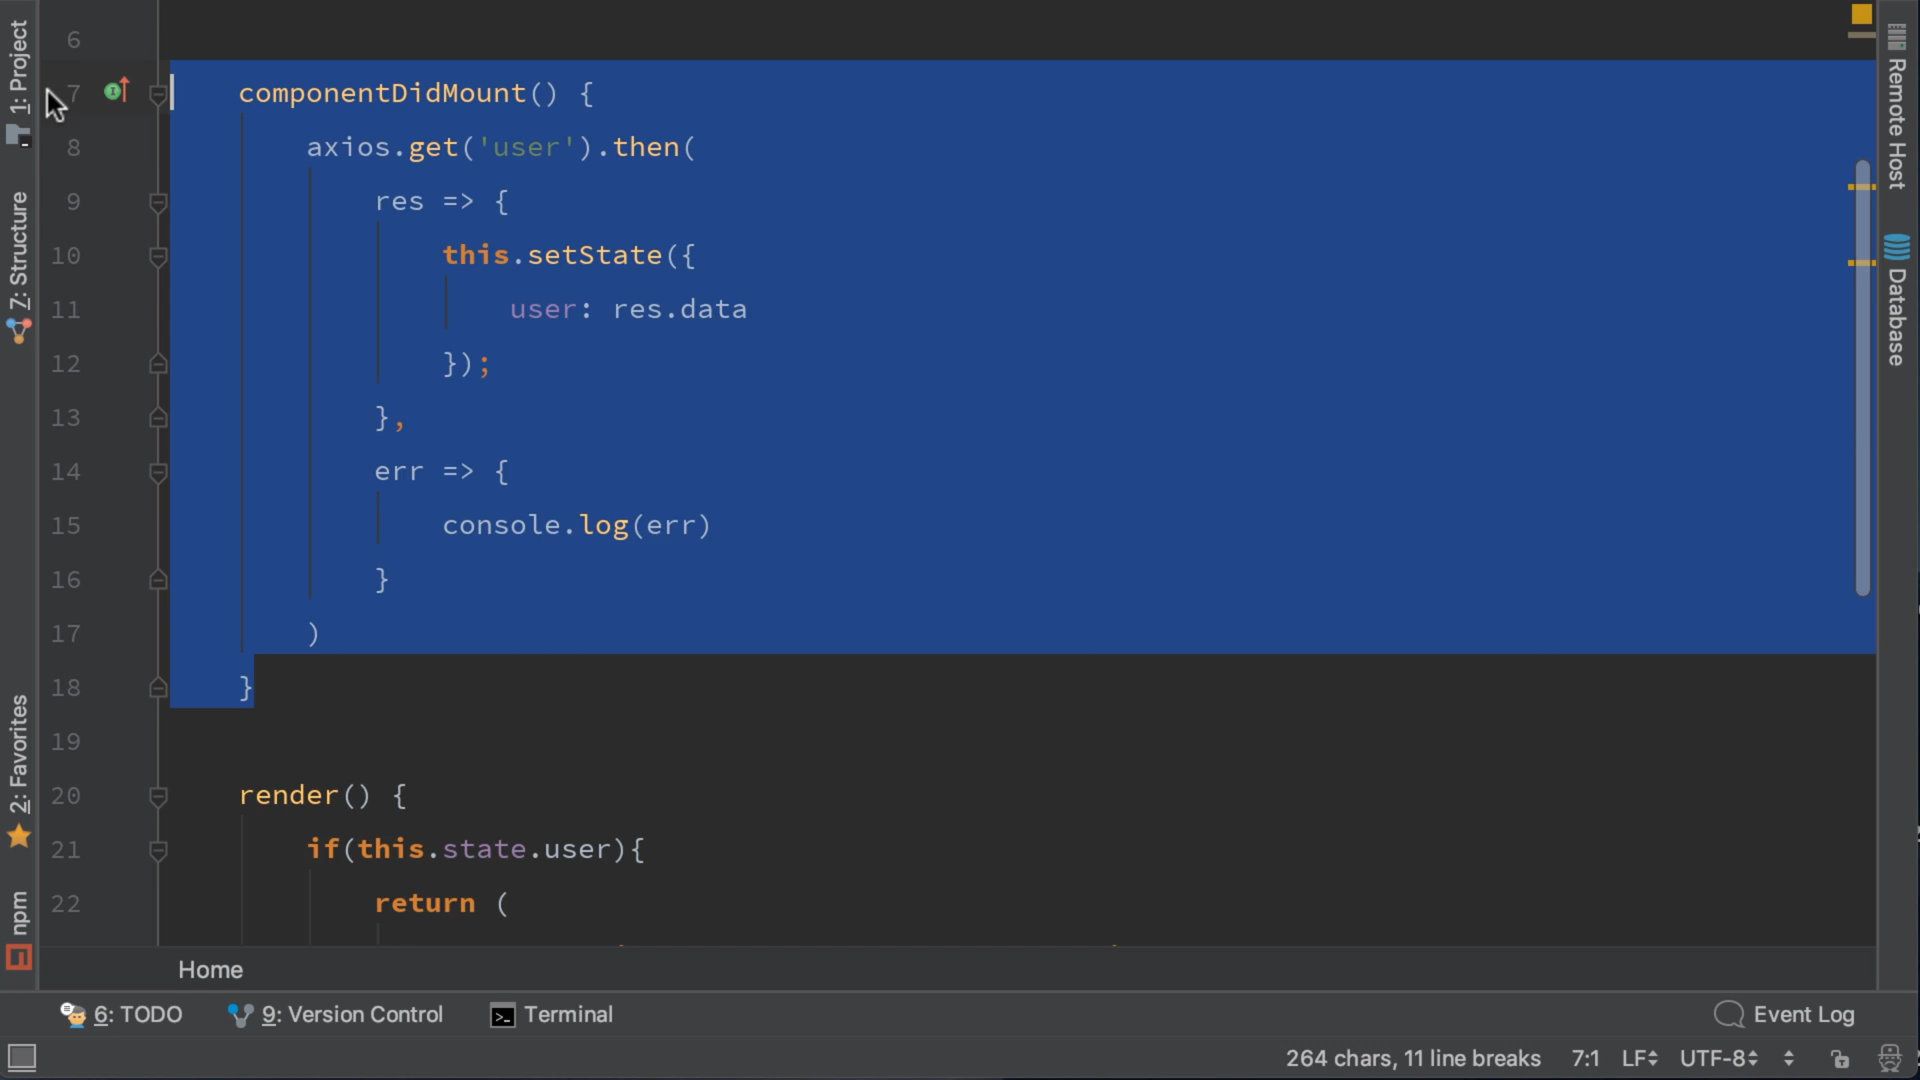 1: Project
7: Structure
2: Favorites
npm
6
7 componentDidMount() {
8 axios.get('user').then(
9 res => {
10 this.setState({
11 user: res.data
12 });
13 },
14 err => {
15 console.log(err)
16 }
17 )
18 }
19
20 render() {
21 if(this.state.user){
22 return (
Remote Host
Database
Home
6: TODO
9: Version Control
Terminal
Event Log
264 chars, 11 line breaks 7:1 LF UTF-8